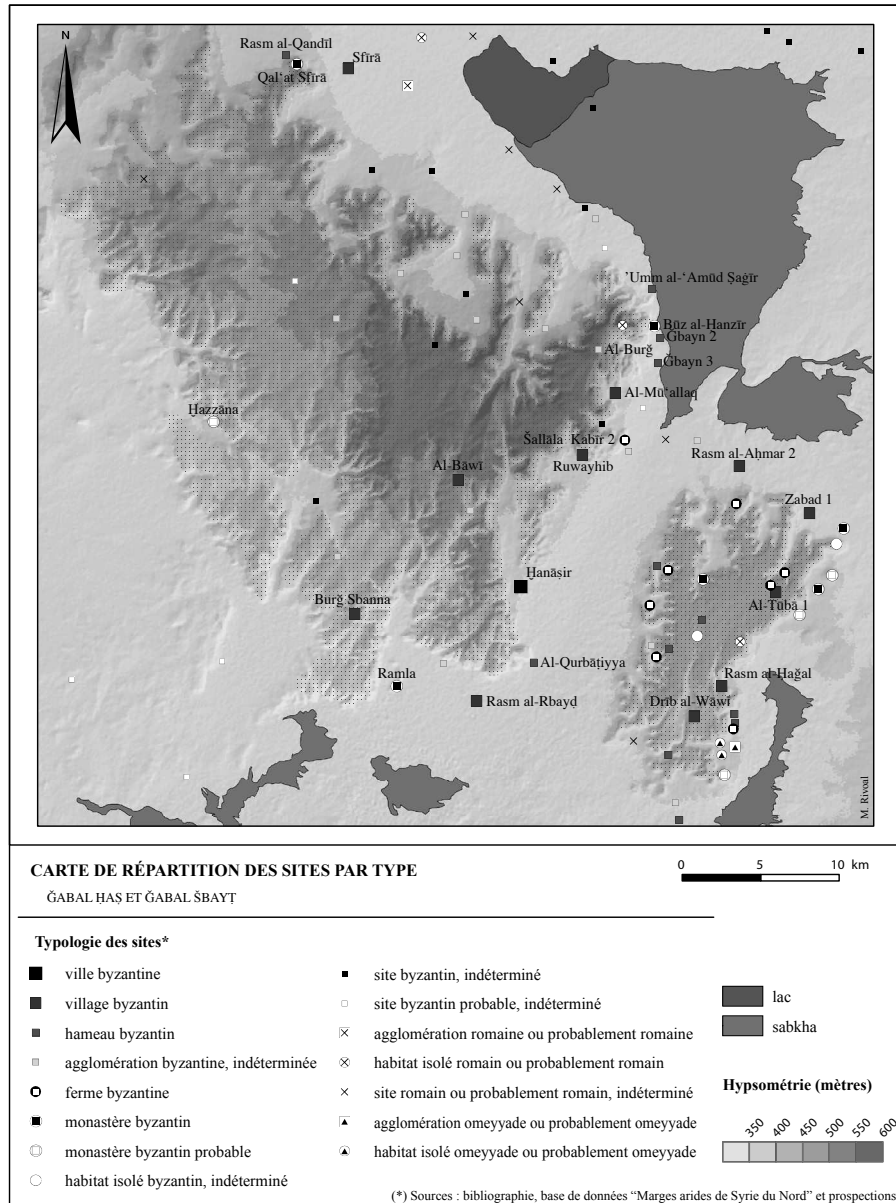 N
Rasm al-Qandīl
Sfīrā
Qal‘at Sfīrā
’Umm al-‘Amūd Ṣaġīr
Būz al-Ḫanzīr
Ǧbayn 2
Al-Burǧ
Ǧbayn 3
Al-Mu‘allaq
Ḫazzāna
Šallāla Kabīr 2
Ruwayhib
Rasm al-Aḥmar 2
Al-Bāwī
Zabad 1
Ḫanāṣir
Al-Ṭūba 1
Burǧ Sbanna
Al-Qurbāṭiyya
Ramla
Rasm al-Ḥaǧal
Rasm al-Rbayḍ
Drīb al-Wāwī
M. Rivoal
CARTE DE RÉPARTITION DES SITES PAR TYPE
0 5 10 km
ǦABAL ḤAṢ ET ǦABAL ŠBAYṬ
Typologie des sites*
ville byzantine
village byzantin
hameau byzantin
agglomération byzantine, indéterminée
ferme byzantine
monastère byzantin
monastère byzantin probable
habitat isolé byzantin, indéterminé
site byzantin, indéterminé
site byzantin probable, indéterminé
agglomération romaine ou probablement romaine
habitat isolé romain ou probablement romain
site romain ou probablement romain, indéterminé
agglomération omeyyade ou probablement omeyyade
habitat isolé omeyyade ou probablement omeyyade
lac
sabkha
Hypsométrie (mètres)
350 400 450 500 550 600
(*) Sources : bibliographie, base de données “Marges arides de Syrie du Nord” et prospections